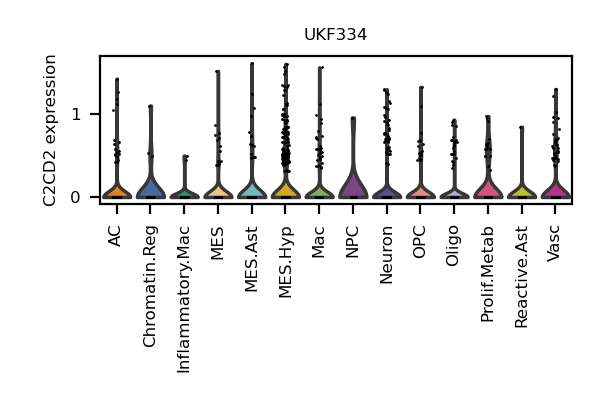 UKF334
C2CD2 expression
1
0
AC
Chromatin.Reg
Inflammatory.Mac
MES
MES.Ast
MES.Hyp
Mac
NPC
Neuron
OPC
Oligo
Prolif.Metab
Reactive.Ast
Vasc